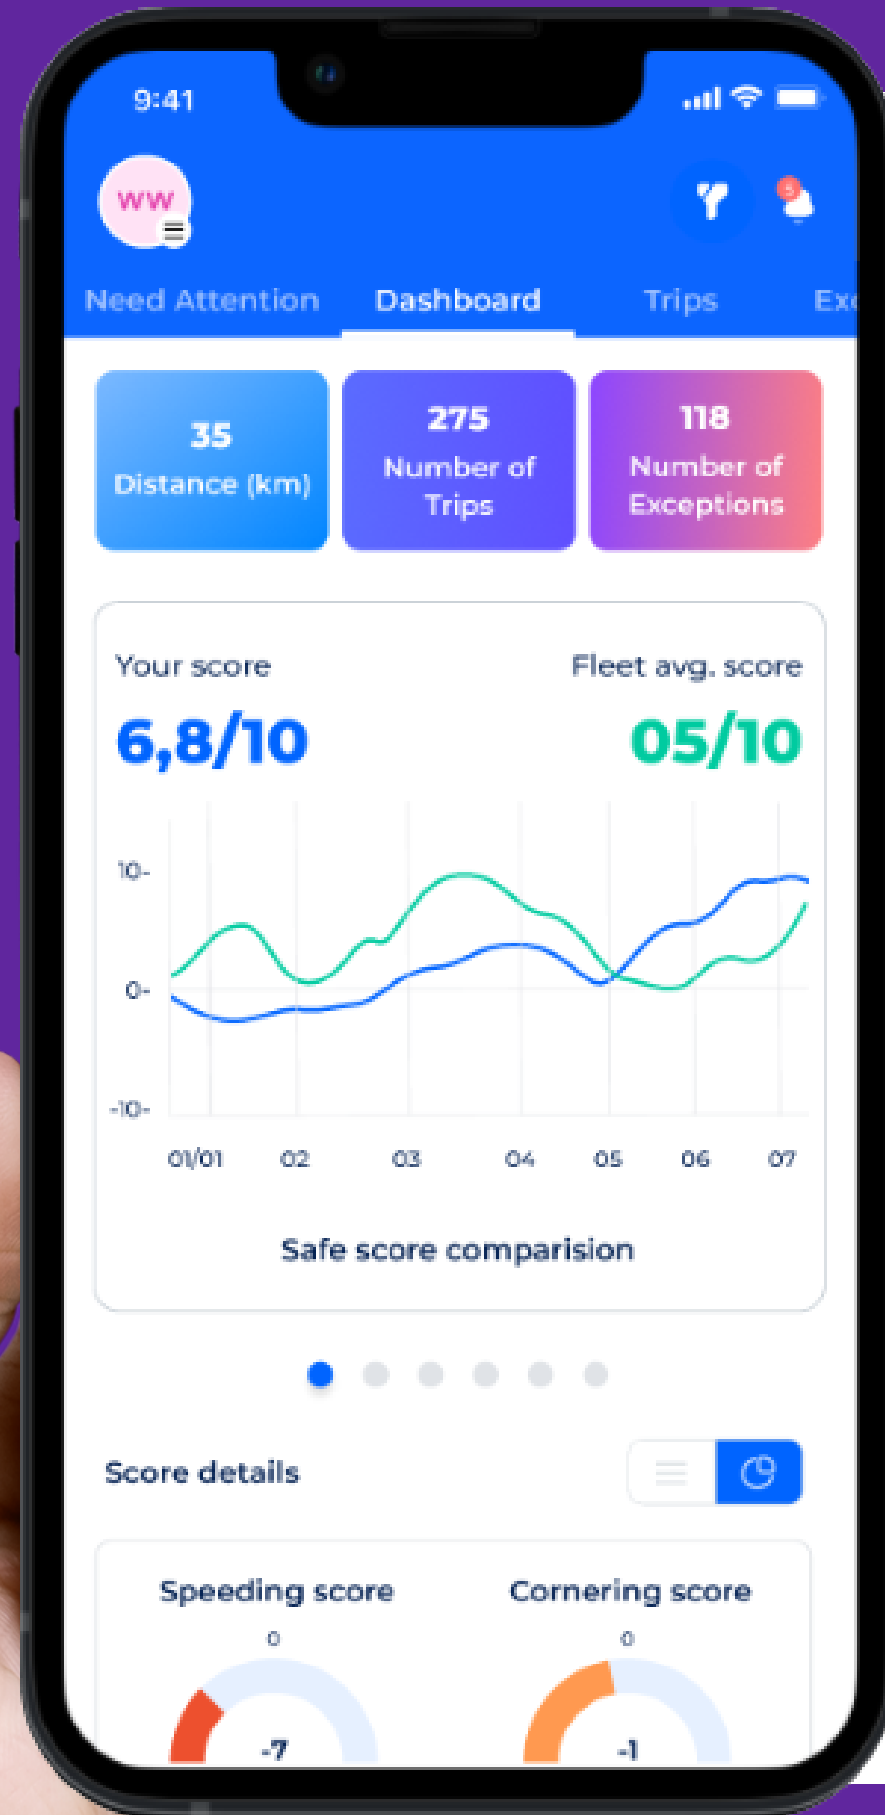 9:41
WW
5
Need Attention Dashboard Trips Exc
35
Distance (km)
275
Number of
Trips
118
Number of
Exceptions
Your score
6,8/10
Fleet avg. score
05/10
10-
0-
-10-
01/01 02 03 04 05 06 07
Safe score comparision
Score details
Speeding score
0
-7
Cornering score
0
-1